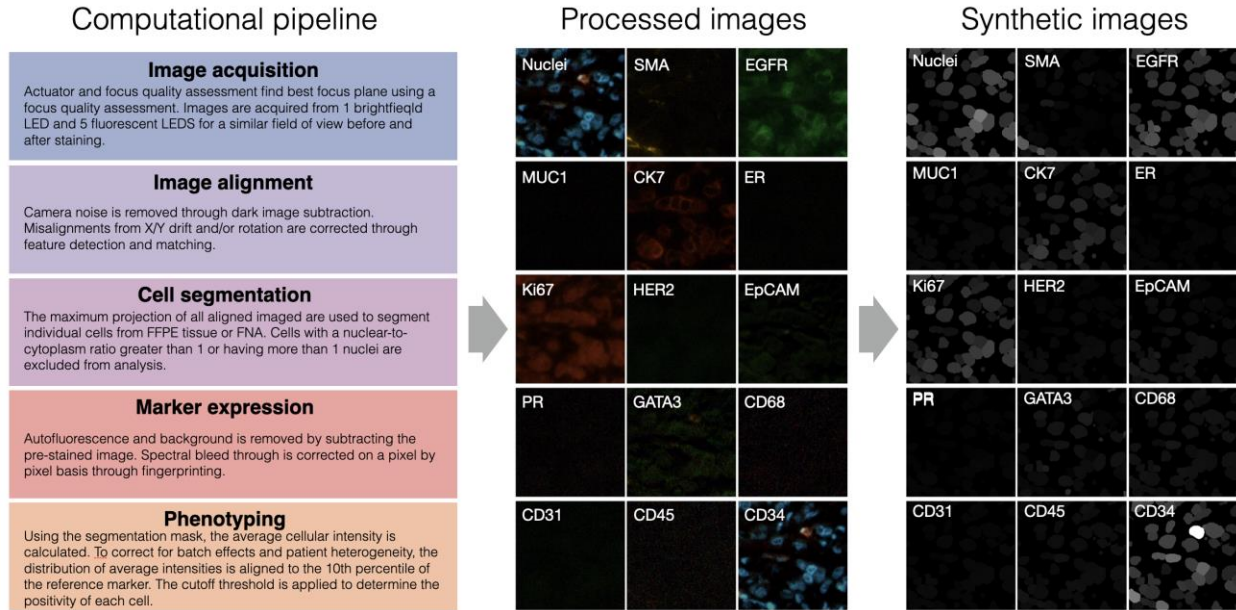 Computational pipeline
Image acquisition
Actuator and focus quality assessment find best focus plane using a
focus quality assessment. Images are acquired from 1 brightfieqld
LED and 5 fluorescent LEDS for a similar field of view before and
after staining.
Image alignment
Camera noise is removed through dark image subtraction.
Misalignments from X/Y drift and/or rotation are corrected through
feature detection and matching.
Cell segmentation
The maximum projection of all aligned imaged are used to segment
individual cells from FFPE tissue or FNA. Cells with a nuclear-to-
cytoplasm ratio greater than 1 or having more than 1 nuclei are
excluded from analysis.
Marker expression
Autofluorescence and background is removed by subtracting the
pre-stained image. Spectral bleed through is corrected on a pixel by
pixel basis through fingerprinting.
Phenotyping
Using the segmentation mask, the average cellular intensity is
calculated. To correct for batch effects and patient heterogeneity, the
distribution of average intensities is aligned to the 10th percentile of
the reference marker. The cutoff threshold is applied to determine the
positivity of each cell.
Processed images
Nuclei SMA EGFR
MUC1 CK7 ER
Ki67 HER2 EpCAM
PR GATA3 CD68
CD31 CD45 CD34
Synthetic images
Nuclei SMA EGFR
MUC1 CK7 ER
Ki67 HER2 EpCAM
PR GATA3 CD68
CD31 CD45 CD34